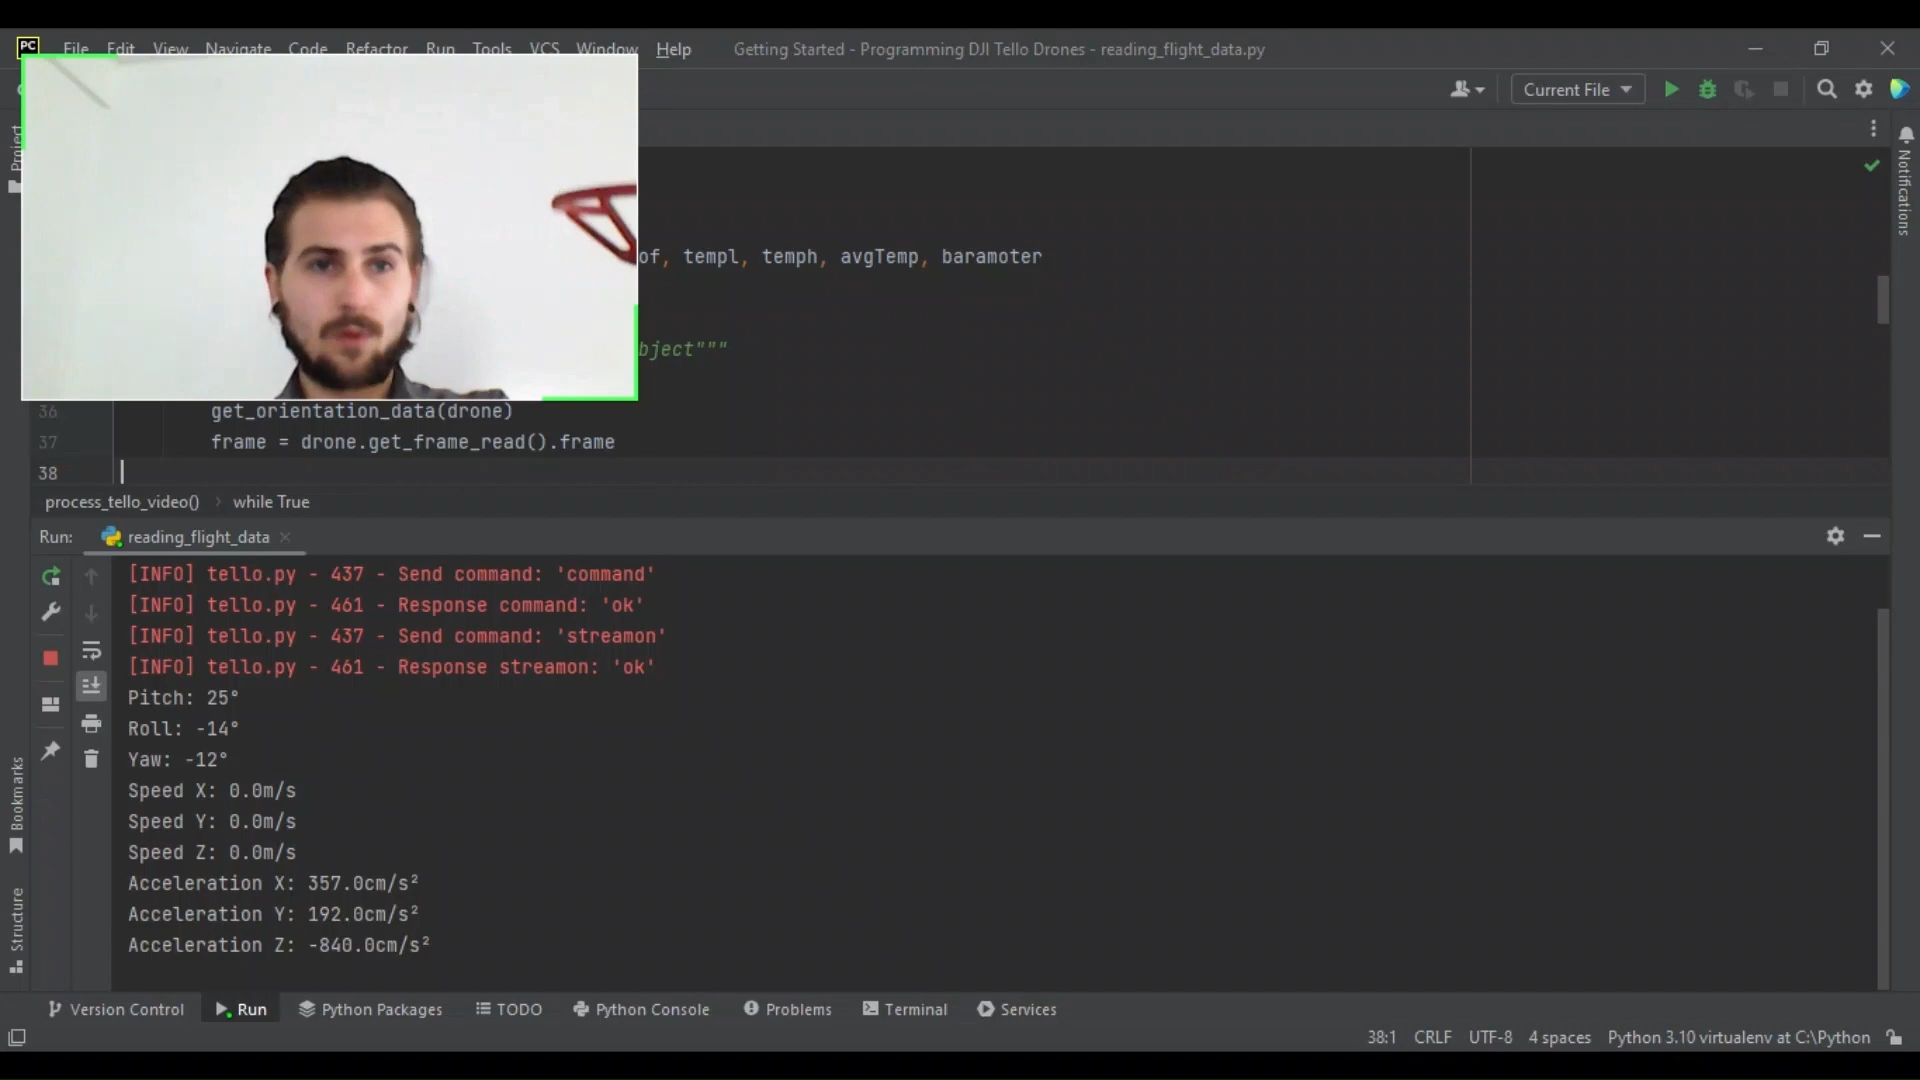 PC File Edit View Navigate Code Refactor Run Tools VCS Window Help Getting Started - Programming DJI Tello Drones - reading_flight_data.py
Current File
Project
Notifications
of, templ, temph, avgTemp, baramoter
bject"""
36 get_orientation_data(drone)
37 frame = drone.get_frame_read().frame
38
process_tello_video() while True
Run: reading_flight_data
[INFO] tello.py - 437 - Send command: 'command'
[INFO] tello.py - 461 - Response command: 'ok'
[INFO] tello.py - 437 - Send command: 'streamon'
[INFO] tello.py - 461 - Response streamon: 'ok'
Pitch: 25°
Roll: -14°
Yaw: -12°
Speed X: 0.0m/s
Speed Y: 0.0m/s
Speed Z: 0.0m/s
Acceleration X: 357.0cm/s²
Acceleration Y: 192.0cm/s²
Acceleration Z: -840.0cm/s²
Bookmarks
Structure
Version Control Run Python Packages TODO Python Console Problems Terminal Services
38:1 CRLF UTF-8 4 spaces Python 3.10 virtualenv at C:\Python